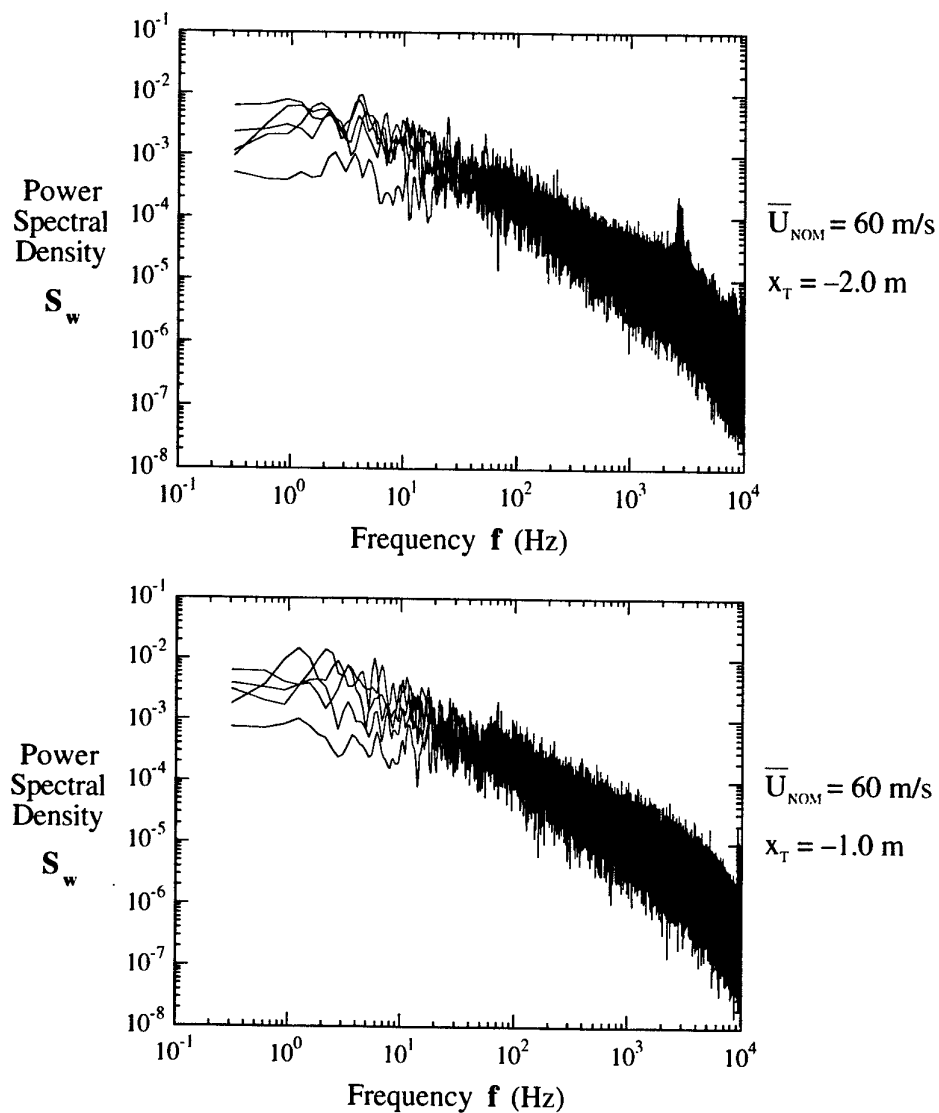 10^-1
10^-2
10^-3
10^-4
10^-5
10^-6
10^-7
10^-8
Power
Spectral
Density
S_w
10^-1 10^0 10^1 10^2 10^3 10^4
Frequency f (Hz)
U̅_NOM = 60 m/s
x_T = –2.0 m
10^-1
10^-2
10^-3
10^-4
10^-5
10^-6
10^-7
10^-8
Power
Spectral
Density
S_w
10^-1 10^0 10^1 10^2 10^3 10^4
Frequency f (Hz)
U̅_NOM = 60 m/s
x_T = –1.0 m